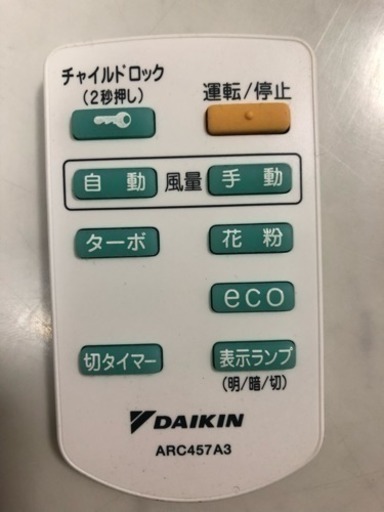 チャイルドロック
(2秒押し)
運転/停止
自動 風量 手動
ターボ
花粉
eco
切タイマー
表示ランプ
(明/暗/切)
DAIKIN
ARC457A3